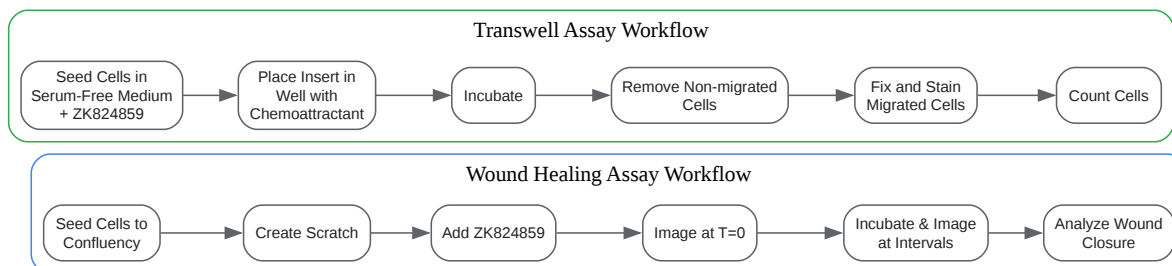 Transwell Assay Workflow
Seed Cells in
Serum-Free Medium
+ ZK824859
Place Insert in
Well with
Chemoattractant
Incubate
Remove Non-migrated
Cells
Fix and Stain
Migrated Cells
Count Cells
Wound Healing Assay Workflow
Seed Cells to
Confluency
Create Scratch
Add ZK824859
Image at T=0
Incubate & Image
at Intervals
Analyze Wound
Closure